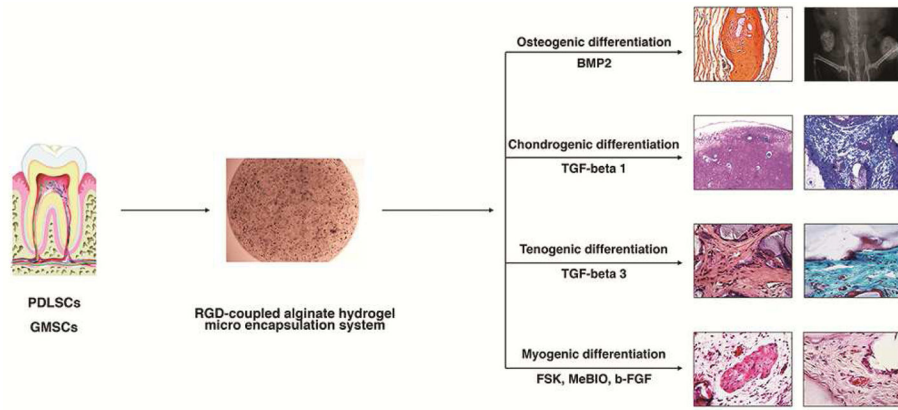 Osteogenic differentiation
BMP2
Chondrogenic differentiation
TGF-beta 1
Tenogenic differentiation
TGF-beta 3
Myogenic differentiation
FSK, MeBIO, b-FGF
PDLSCs
GMSCs
RGD-coupled alginate hydrogel
micro encapsulation system